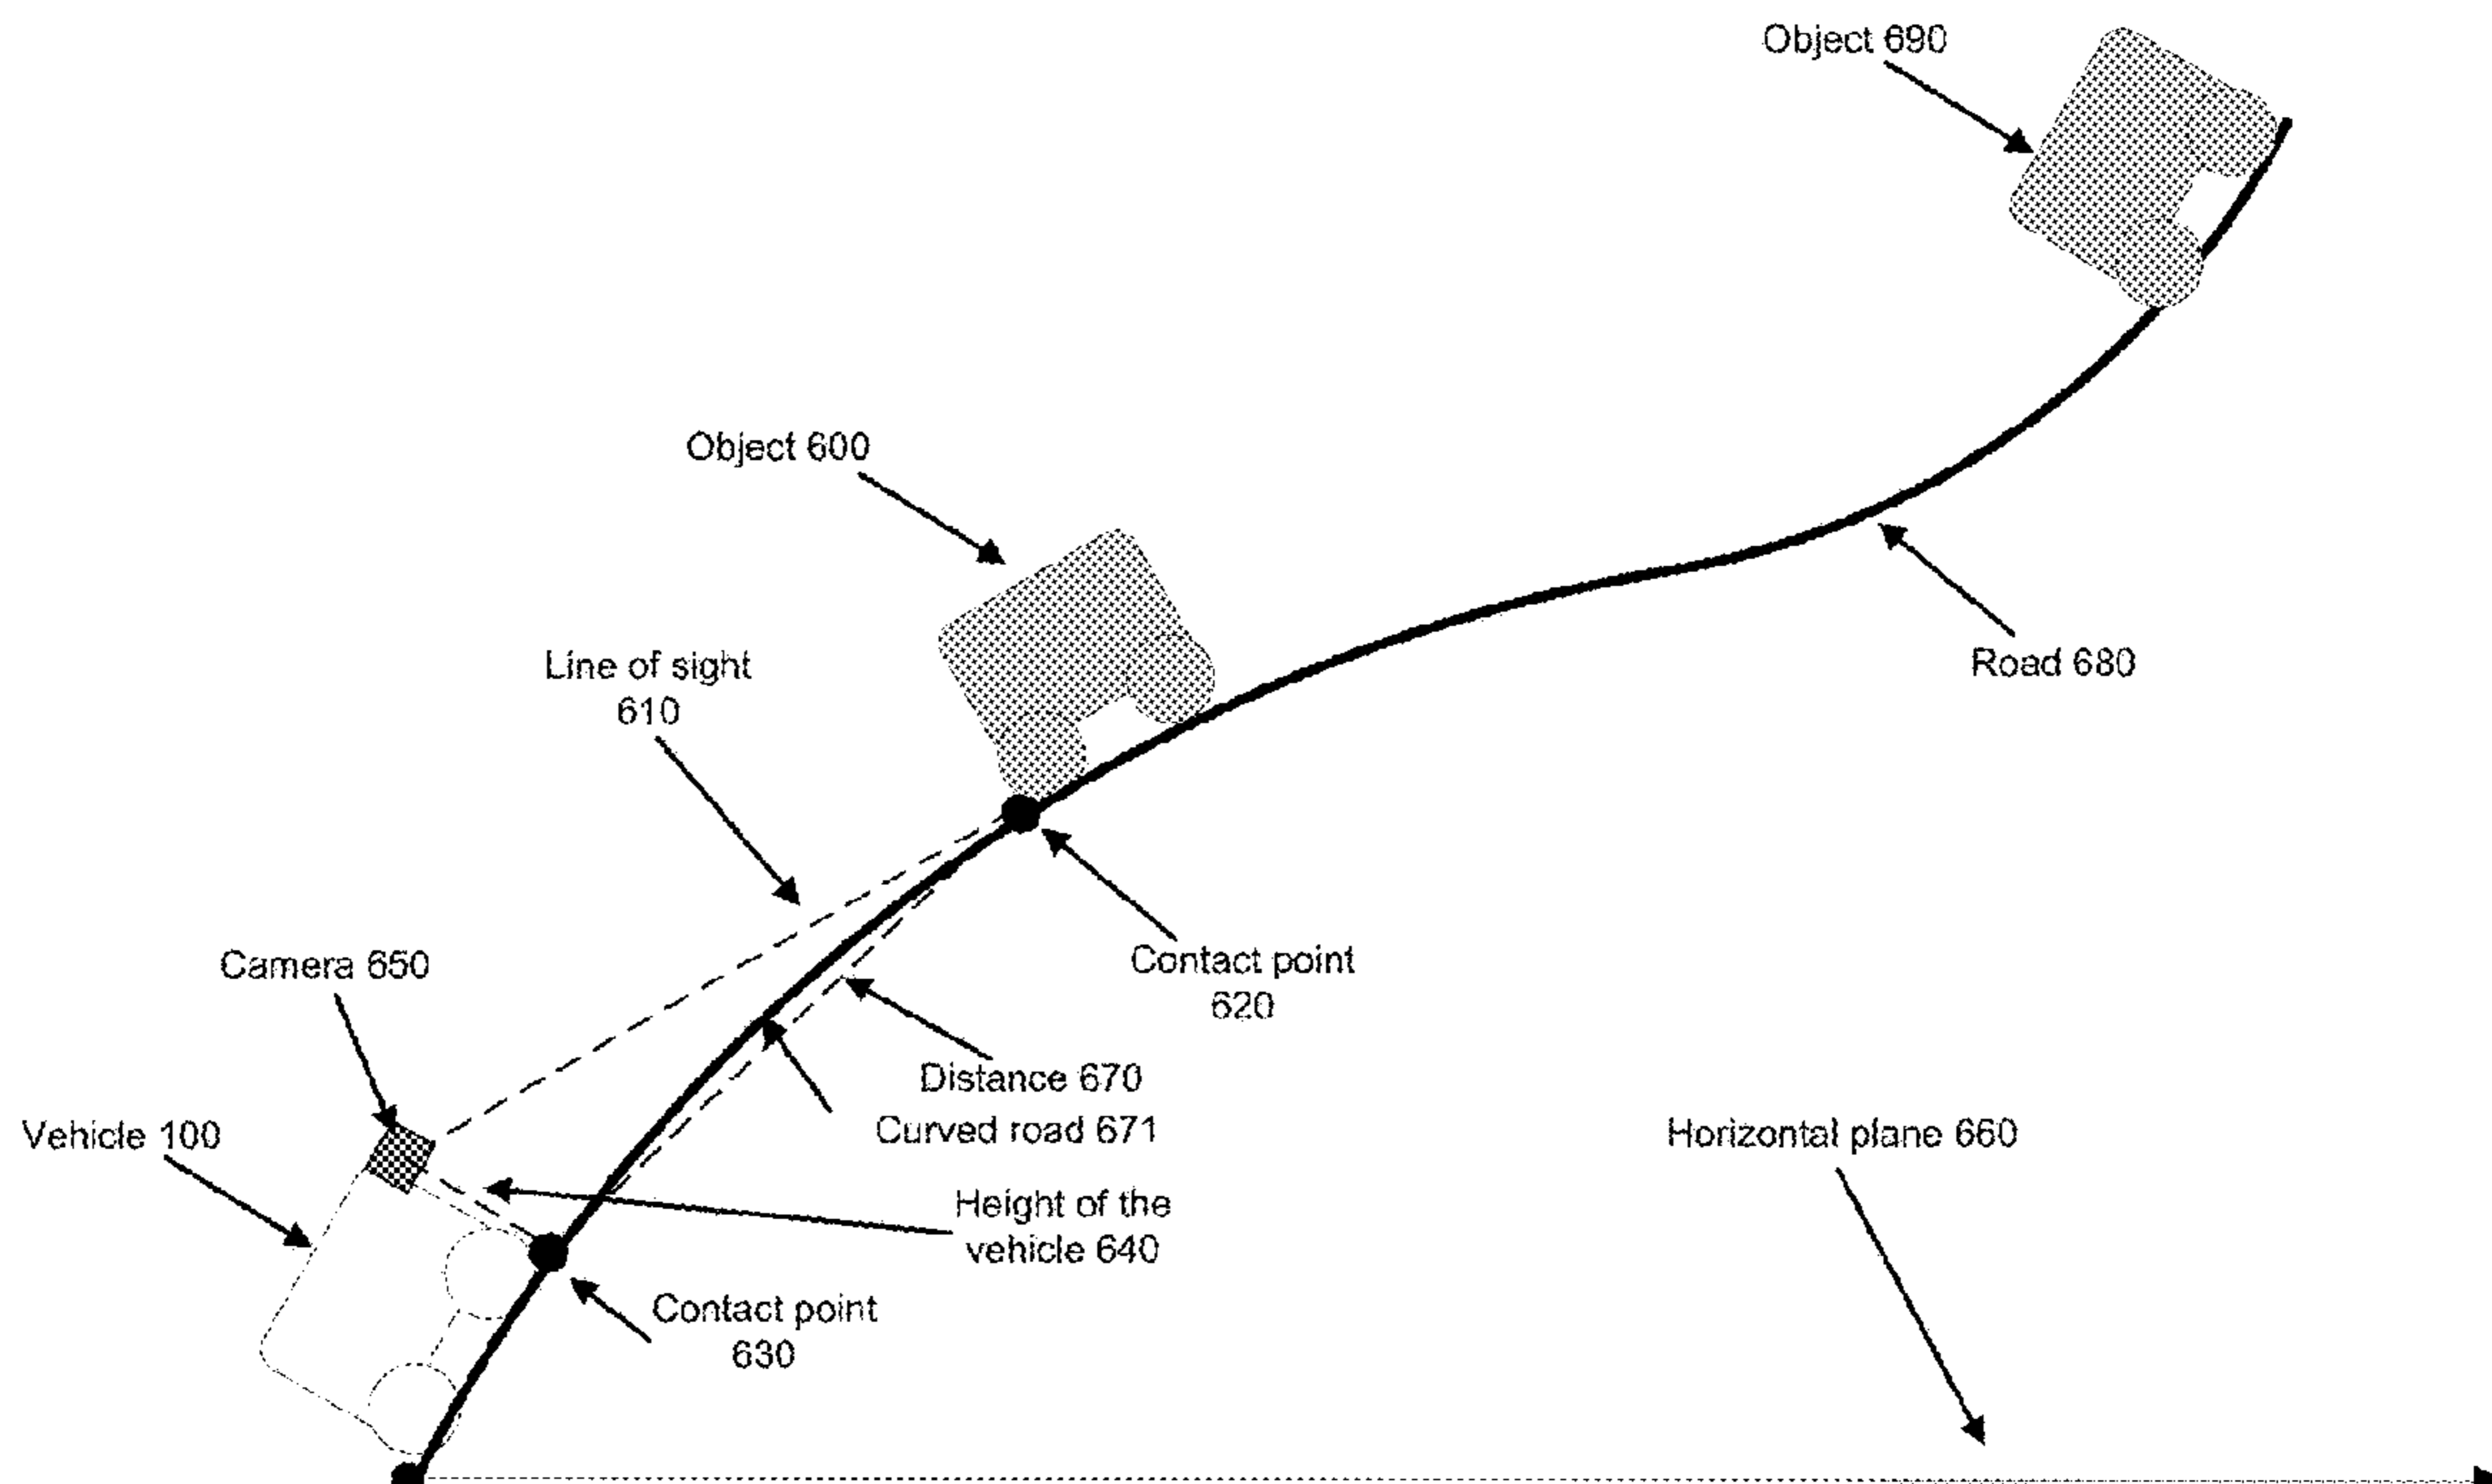 Object 690
Object 600
Line of sight
610
Road 680
Camera 650
Contact point
620
Distance 670
Vehicle 100
Curved road 671
Horizontal plane 660
Height of the
vehicle 640
Contact point
630